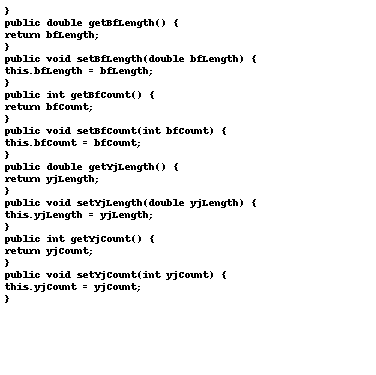 }
public double getBfLength() {
return bfLength;
}
public void setBfLength(double bfLength) {
this.bfLength = bfLength;
}
public int getBfCount() {
return bfCount;
}
public void setBfCount(int bfCount) {
this.bfCount = bfCount;
}
public double getYjLength() {
return yjLength;
}
public void setYjLength(double yjLength) {
this.yjLength = yjLength;
}
public int getYjCount() {
return yjCount;
}
public void setYjCount(int yjCount) {
this.yjCount = yjCount;
}